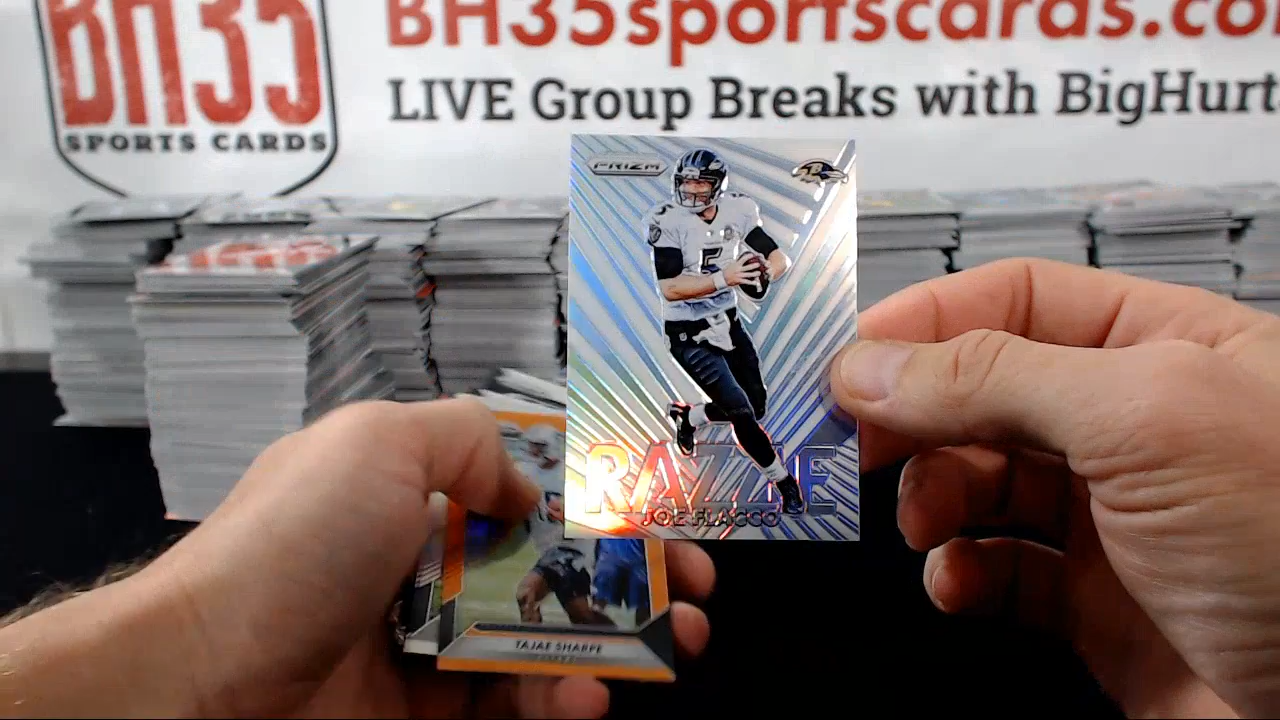 BH35
SPORTS CARDS
BH35sportscards.co
LIVE Group Breaks with BigHurt
PRIZM
5
RAZZLE
JOE FLACCO
TAJAE SHARPE